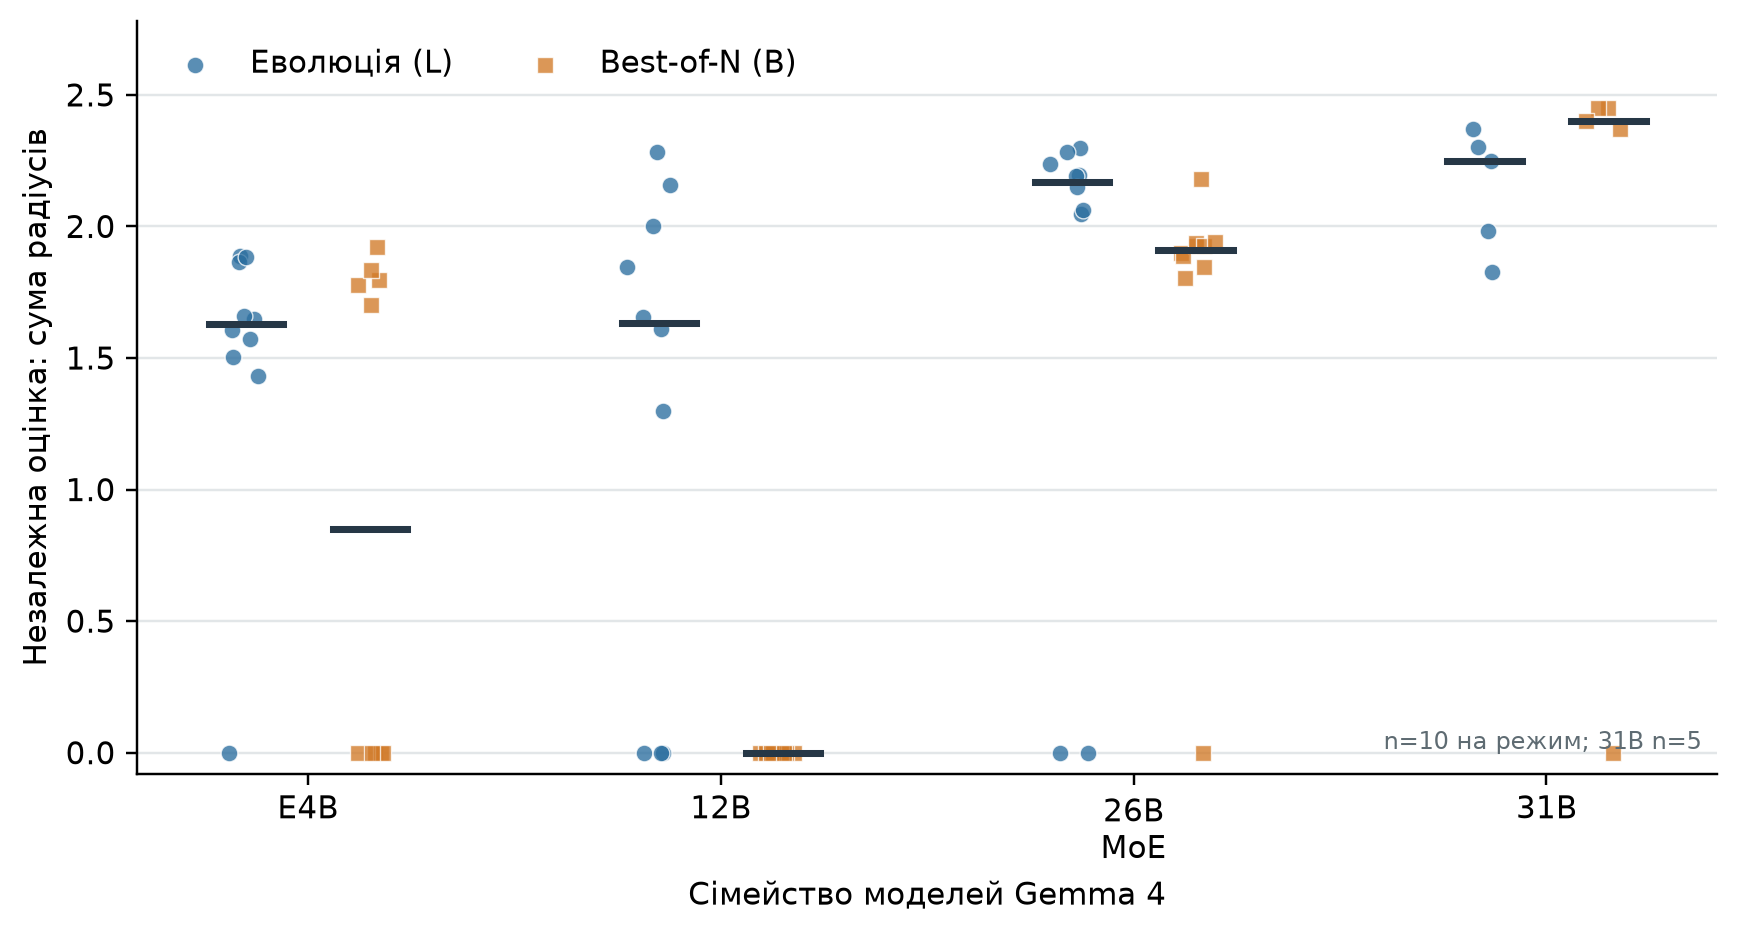 Еволюція (L)
Best-of-N (B)
Незалежна оцінка: сума радіусів
2.5
2.0
1.5
1.0
0.5
0.0
n=10 на режим; 31B n=5
E4B
12B
26B
MoE
31B
Сімейство моделей Gemma 4